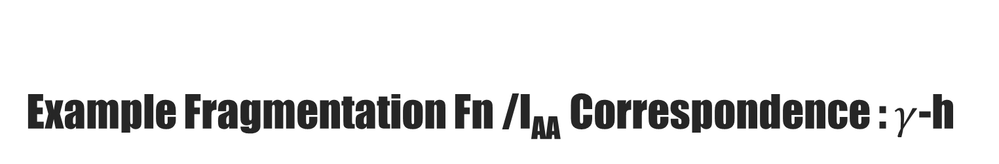 Example Fragmentation Fn /I_AA Correspondence : γ-h